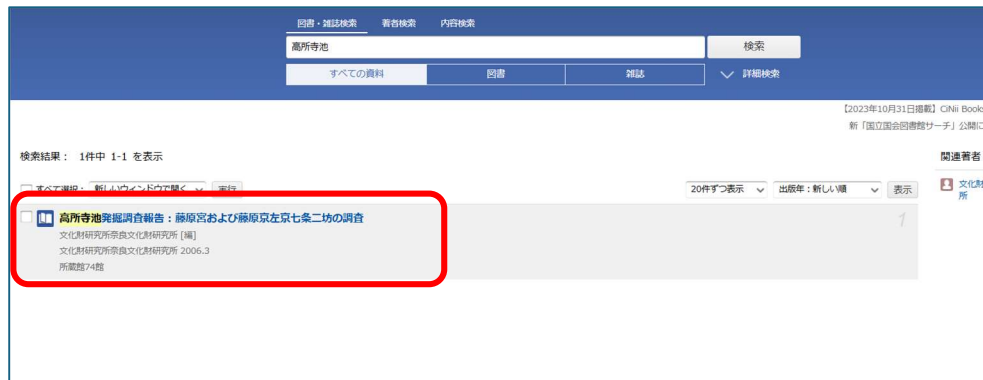 図書・雑誌検索 著者検索 内容検索
高所寺池 検索
すべての資料 図書 雑誌 詳細検索
【2023年10月31日掲載】CiNii Books
新「国立国会図書館サーチ」公開に
検索結果： 1件中 1-1 を表示 関連著者
すべて選択： 新しいウィンドウで開く 実行 20件ずつ表示 出版年：新しい順 表示
文化財
所
高所寺池発掘調査報告 : 藤原宮および藤原京左京七条二坊の調査 1
文化財研究所奈良文化財研究所 [編]
文化財研究所奈良文化財研究所 2006.3
所蔵館74館